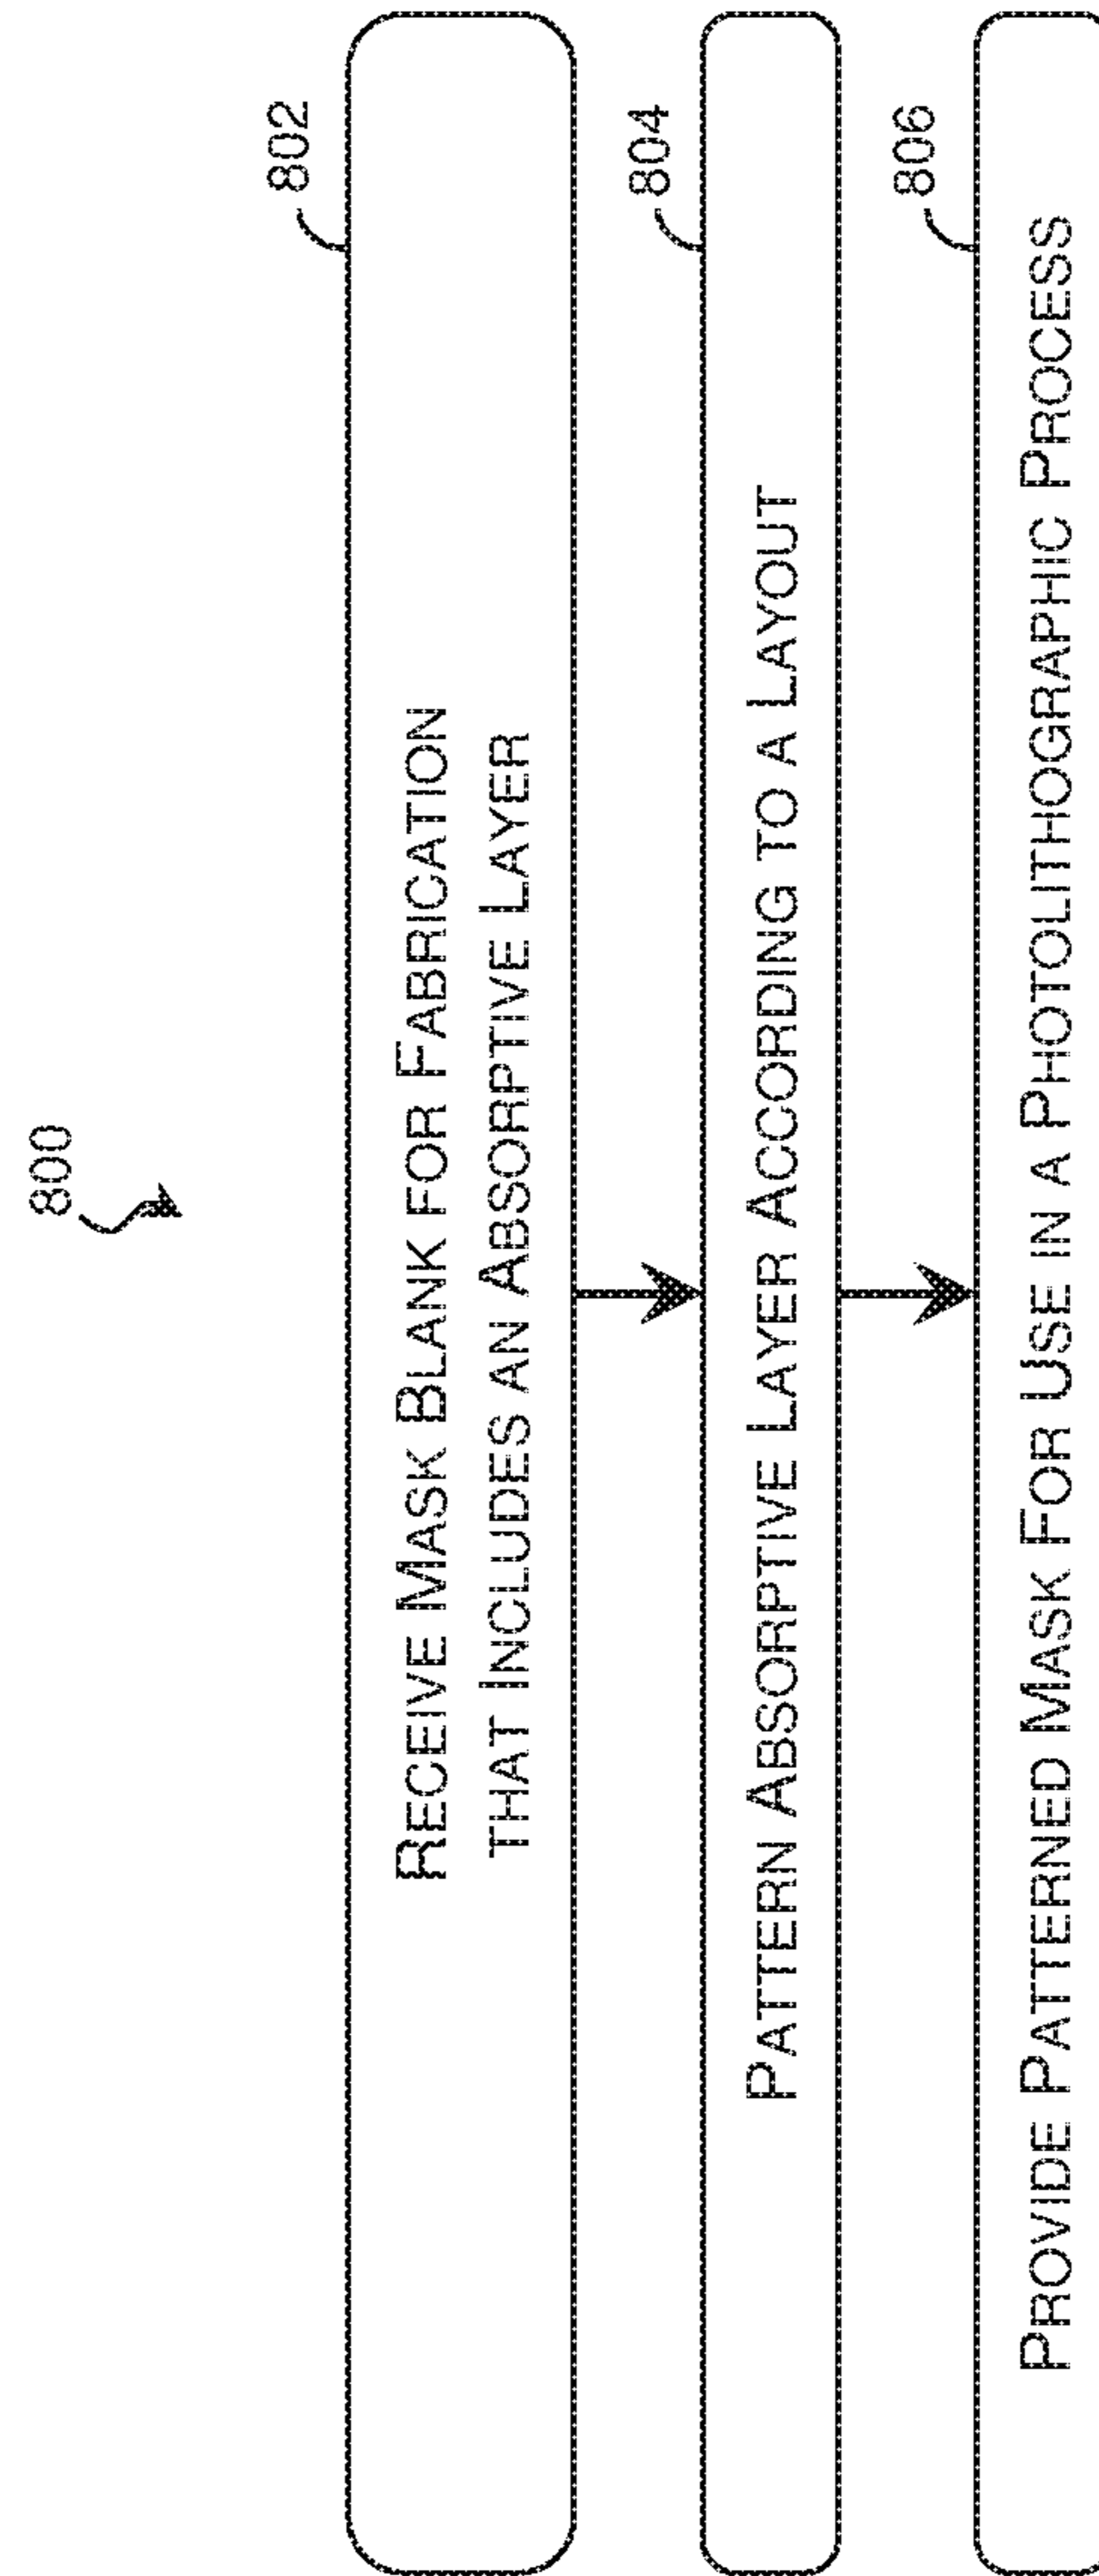 800
802
RECEIVE MASK BLANK FOR FABRICATION
THAT INCLUDES AN ABSORPTIVE LAYER
804
PATTERN ABSORPTIVE LAYER ACCORDING TO A LAYOUT
806
PROVIDE PATTERNED MASK FOR USE IN A PHOTOLITHOGRAPHIC PROCESS